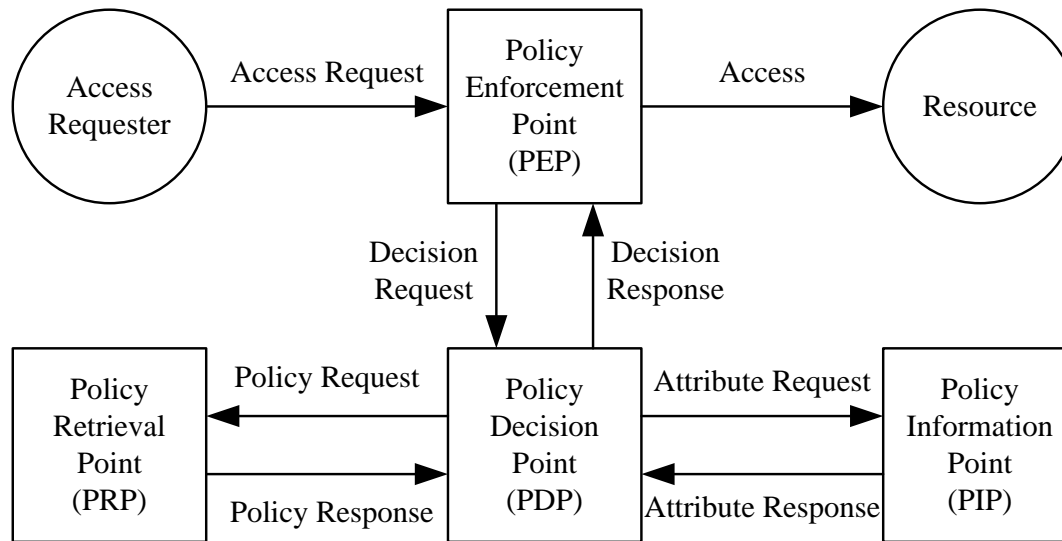 Access
Requester
Access Request
Policy
Enforcement
Point
(PEP)
Access
Resource
Decision
Request
Decision
Response
Policy
Retrieval
Point
(PRP)
Policy Request
Policy Response
Policy
Decision
Point
(PDP)
Attribute Request
Attribute Response
Policy
Information
Point
(PIP)